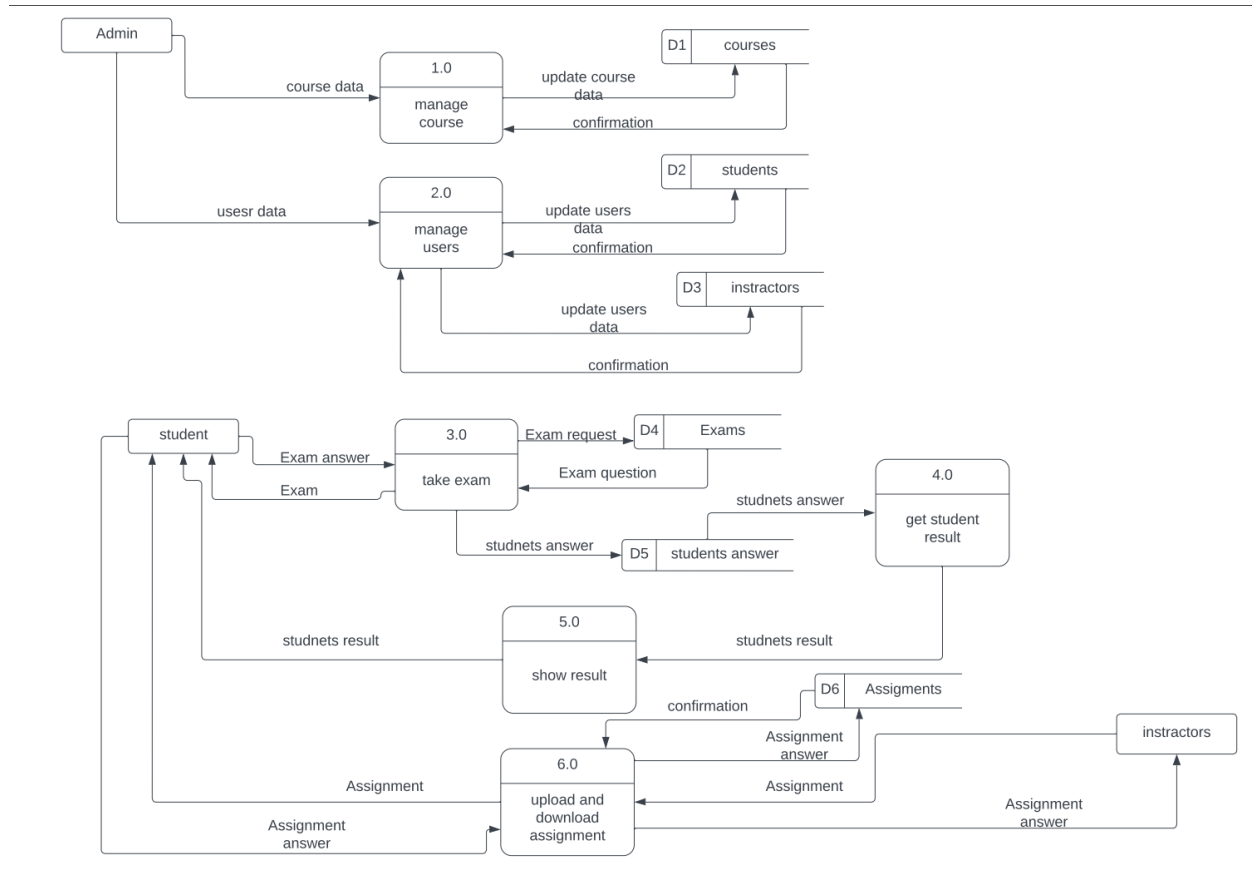 Admin
D1
courses
1.0
manage
course
course data
update course
data
confirmation
D2
students
2.0
manage
users
usesr data
update users
data
confirmation
D3
instractors
update users
data
confirmation
student
3.0
take exam
Exam request
D4
Exams
Exam answer
Exam
Exam question
4.0
get student
result
studnets answer
studnets answer
D5
students answer
5.0
show result
studnets result
studnets result
D6
Assigments
confirmation
instractors
Assignment
answer
6.0
upload and
download
assignment
Assignment
Assignment
Assignment
answer
Assignment
answer